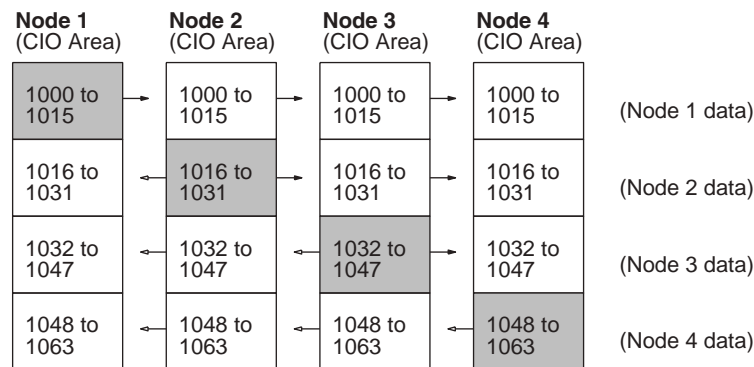 Node 1 Node 2 Node 3 Node 4
(CIO Area) (CIO Area) (CIO Area) (CIO Area)
1000 to 1000 to 1000 to 1000 to
1015 1015 1015 1015 (Node 1 data)
1016 to 1016 to 1016 to 1016 to
1031 1031 1031 1031 (Node 2 data)
1032 to 1032 to 1032 to 1032 to
1047 1047 1047 1047 (Node 3 data)
1048 to 1048 to 1048 to 1048 to
1063 1063 1063 1063 (Node 4 data)